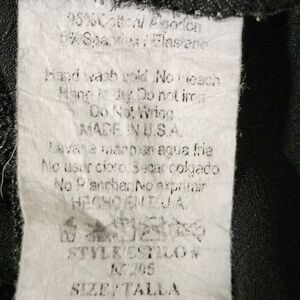 95% Cotton/ Algodon
5% Spandex / Elastano
Hand wash cold .No bleach
Hang to dry Do not iron
Do Not Wring
MADE IN U.S.A.
Lavar a mano en aqua fria
No usar cloro.Secar colgado
No Planchar.No exprimir
HECHO EN E.U.A.
STYLE/ESTILO #
SIZE/TALLA